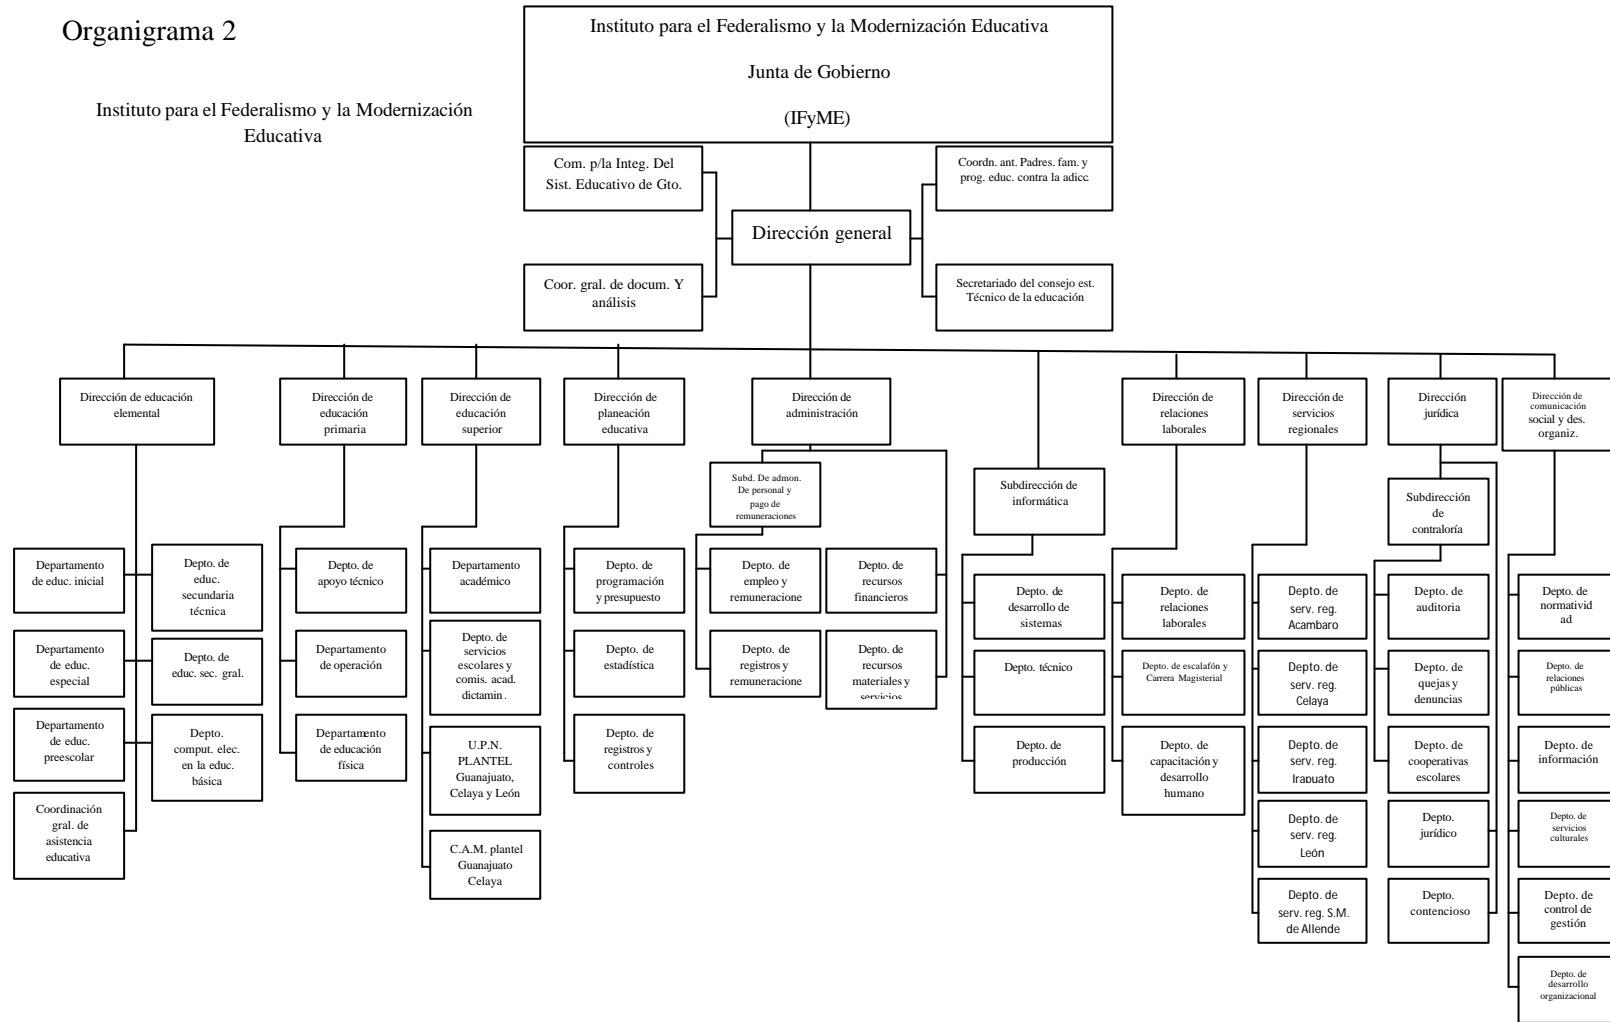 Organigrama 2
Instituto para el Federalismo y la Modernización
Educativa
Instituto para el Federalismo y la Modernización Educativa
Junta de Gobierno
(IFyME)
Com. p/la Integ. Del
Sist. Educativo de Gto.
Coordn. ant. Padres. fam. y
prog. educ. contra la adicc.
Dirección general
Coor. gral. de docum. Y
análisis
Secretariado del consejo est.
Técnico de la educación
Dirección de educación
elemental
Dirección de
educación
primaria
Dirección de
educación
superior
Dirección de
planeación
educativa
Dirección de
administración
Dirección de
relaciones
laborales
Dirección de
servicios
regionales
Dirección
jurídica
Dirección de
comunicación
social y des.
organiz.
Subd. De admon.
De personal y
pago de
remuneraciones
Subdirección de
informática
Subdirección
de
contraloría
Departamento
de educ. inicial
Departamento
de educ.
especial
Departamento
de educ.
preescolar
Coordinación
gral. de
asistencia
educativa
Depto. de
educ.
secundaria
técnica
Depto. de
educ. sec. gral.
Depto.
comput. elec.
en la educ.
básica
Depto. de
apoyo técnico
Departamento
de operación
Departamento
de educación
física
Departamento
académico
Depto. de
servicios
escolares y
comis. acad.
dictamin.
U.P.N.
PLANTEL
Guanajuato,
Celaya y León
C.A.M. plantel
Guanajuato
Celaya
Depto. de
programación
y presupuesto
Depto. de
estadística
Depto. de
registros y
controles
Depto. de
empleo y
remuneracione
Depto. de
registros y
remuneracione
Depto. de
recursos
financieros
Depto. de
recursos
materiales y
servicios
Depto. de
desarrollo de
sistemas
Depto. técnico
Depto. de
producción
Depto. de
relaciones
laborales
Depto. de escalafón y
Carrera Magisterial
Depto. de
capacitación y
desarrollo
humano
Depto. de
serv. reg.
Acambaro
Depto. de
serv. reg.
Celaya
Depto. de
serv. reg.
Irapuato
Depto. de
serv. reg.
León
Depto. de
serv. reg. S.M.
de Allende
Depto. de
auditoria
Depto. de
quejas y
denuncias
Depto. de
cooperativas
escolares
Depto.
jurídico
Depto.
contencioso
Depto. de
normativid
ad
Depto. de
relaciones
públicas
Depto. de
información
Depto. de
servicios
culturales
Depto. de
control de
gestión
Depto. de
desarrollo
organizacional